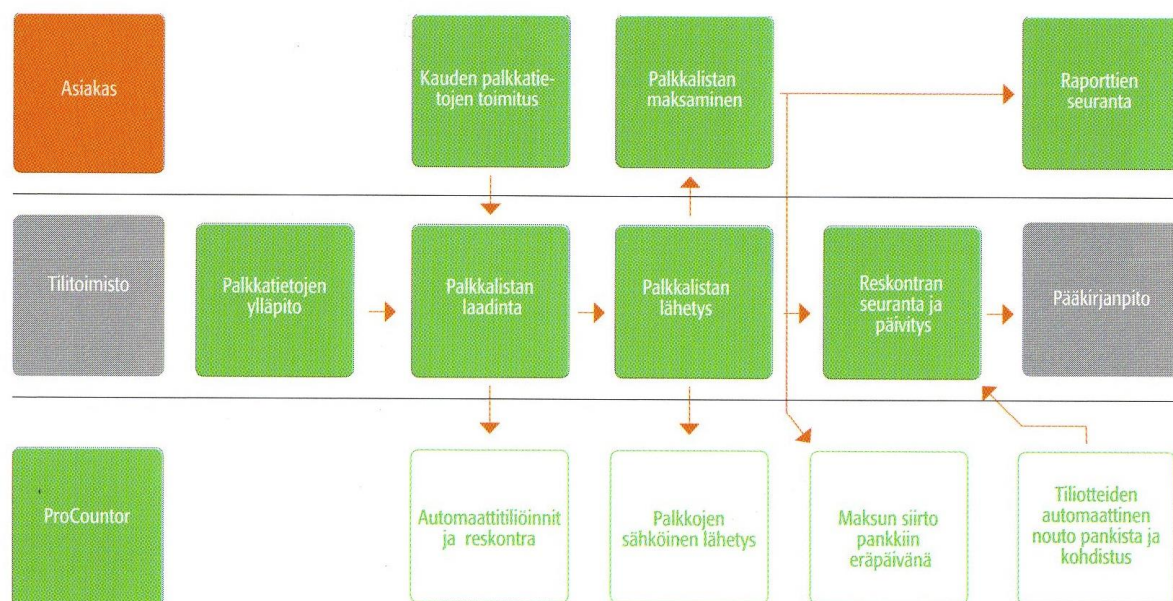 Asiakas
Kauden palkkatie-
tojen toimitus
Palkkalistan
maksaminen
Raporttien
seuranta
Tilitoimisto
Palkkatietojen
ylläpito
Palkkalistan
laadinta
Palkkalistan
lähetys
Reskontran
seuranta ja
päivitys
Pääkirjanpito
ProCountor
Automaattitiliöinnit
ja reskontra
Palkkojen
sähköinen lähetys
Maksun siirto
pankkiin
eräpäivänä
Tiliotteiden
automaattinen
nouto pankista ja
kohdistus